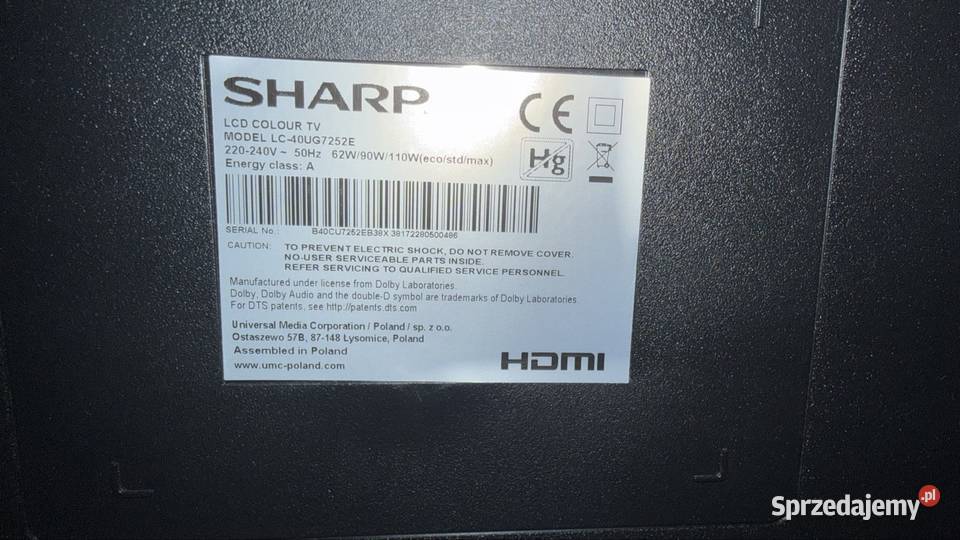 SHARP
LCD COLOUR TV
MODEL LC-40UG7252E
220-240V ~ 50Hz 62W/90W/110W(eco/std/max)
Energy class: A
CE
Hg
SERIAL No.: B40CU7252EB38X 38172280500486
CAUTION: TO PREVENT ELECTRIC SHOCK, DO NOT REMOVE COVER.
NO-USER SERVICEABLE PARTS INSIDE.
REFER SERVICING TO QUALIFIED SERVICE PERSONNEL.
Manufactured under license from Dolby Laboratories.
Dolby, Dolby Audio and the double-D symbol are trademarks of Dolby Laboratories.
For DTS patents, see http://patents.dts.com
Universal Media Corporation / Poland / sp. z o.o.
Ostaszewo 57B, 87-148 Lysomice, Poland
Assembled in Poland
www.umc-poland.com
HDMI
Sprzedajemy.pl